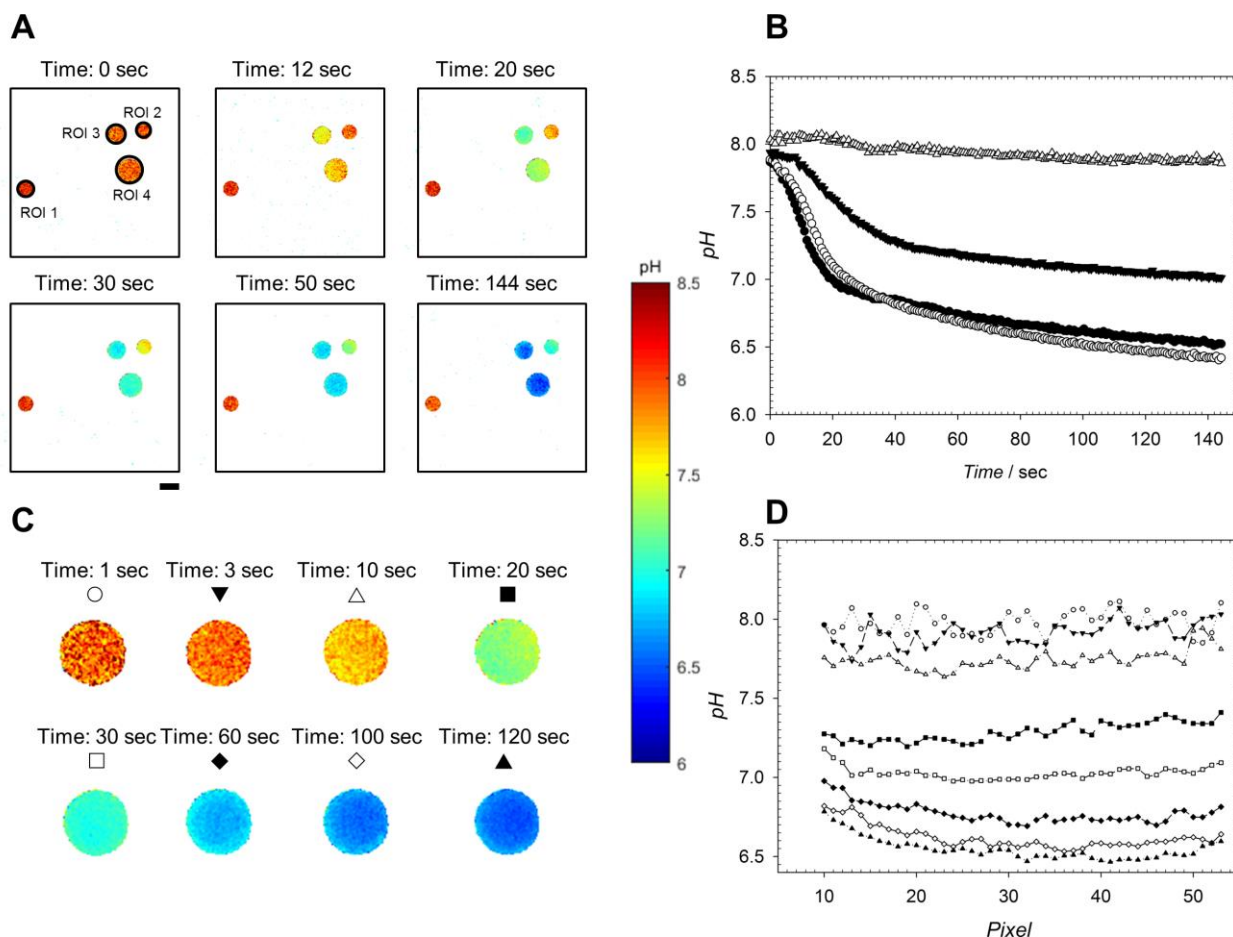 A
Time: 0 sec
Time: 12 sec
Time: 20 sec
ROI 2
ROI 3
ROI 4
ROI 1
Time: 30 sec
Time: 50 sec
Time: 144 sec
pH
8.5
8
7.5
7
6.5
6
B
8.5
8.0
7.5
7.0
6.5
6.0
pH
0 20 40 60 80 100 120 140
Time / sec
C
Time: 1 sec
Time: 3 sec
Time: 10 sec
Time: 20 sec
Time: 30 sec
Time: 60 sec
Time: 100 sec
Time: 120 sec
D
8.5
8.0
7.5
7.0
6.5
pH
10 20 30 40 50
Pixel